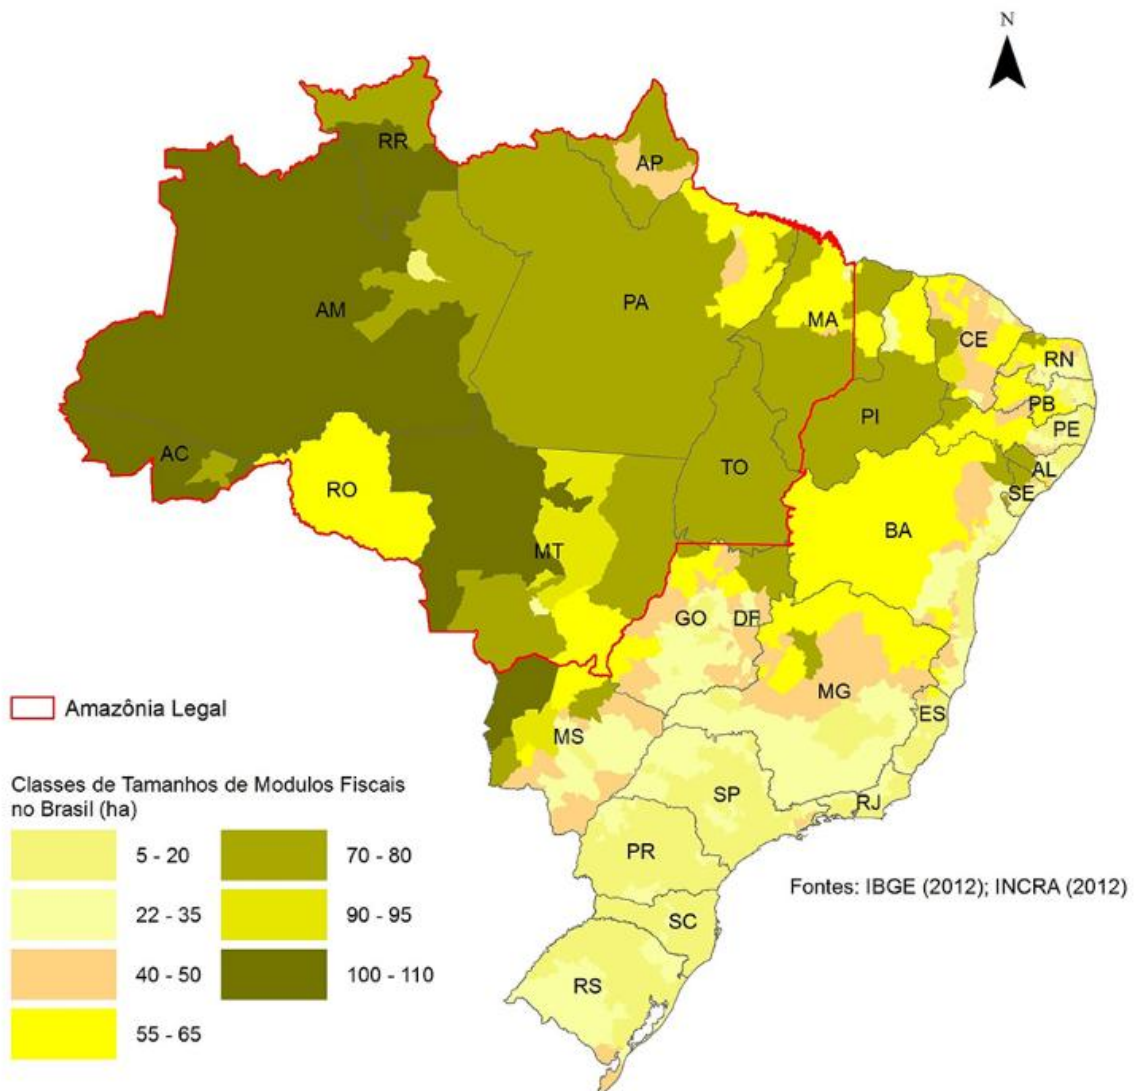 N
RR
AP
AM
PA
MA
CE
RN
PB
PE
PI
AC
TO
AL
SE
RO
BA
MT
GO
DF
MG
ES
MS
SP
RJ
PR
SC
RS
Amazônia Legal
Classes de Tamanhos de Modulos Fiscais
no Brasil (ha)
5 - 20
22 - 35
40 - 50
55 - 65
70 - 80
90 - 95
100 - 110
Fontes: IBGE (2012); INCRA (2012)